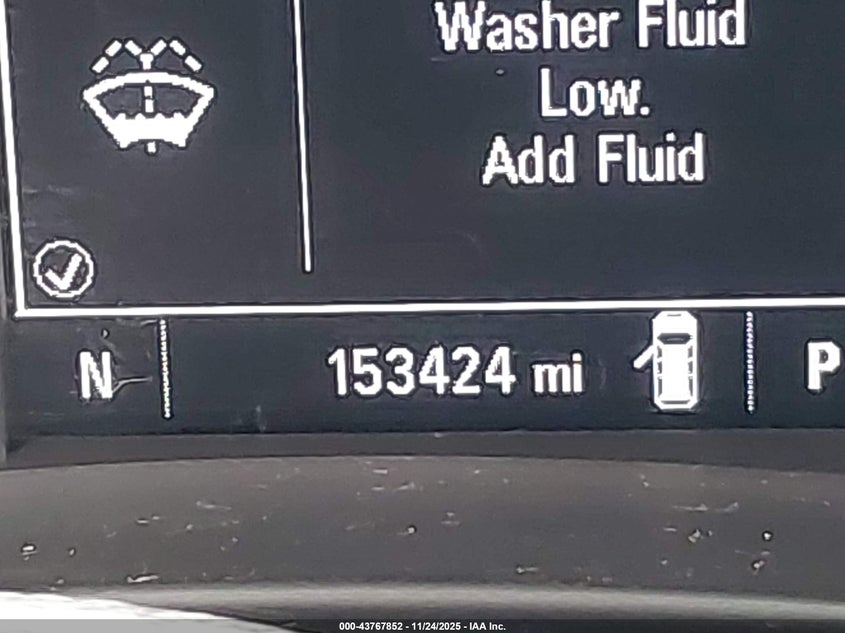 Washer Fluid
Low.
Add Fluid
N 153424 mi P
000-43767852 - 11/24/2025 - IAA Inc.